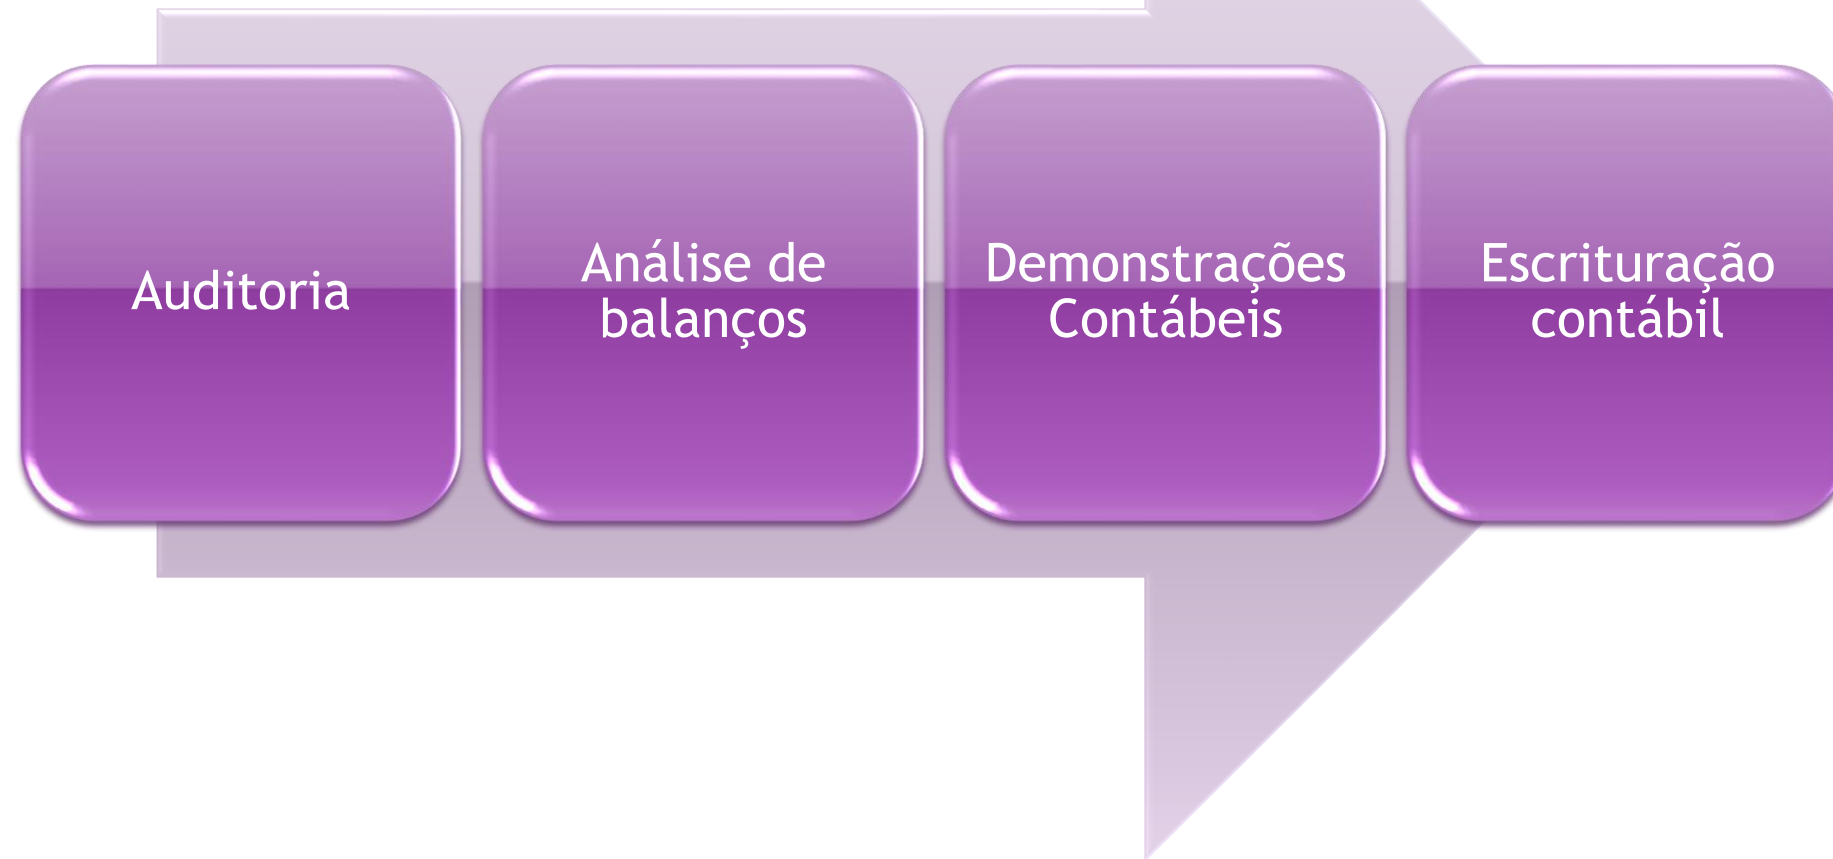 Auditoria
Análise de
balanços
Demonstrações
Contábeis
Escrituração
contábil